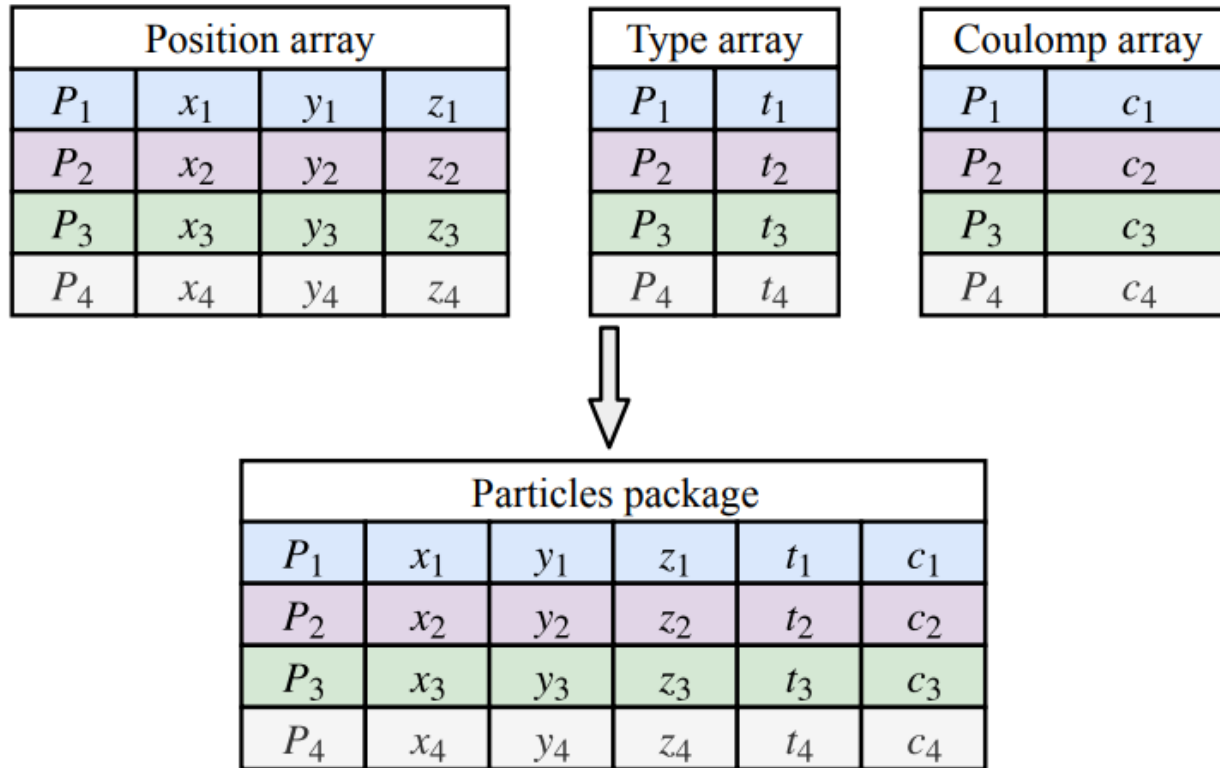 Position array
P₁ x₁ y₁ z₁
P₂ x₂ y₂ z₂
P₃ x₃ y₃ z₃
P₄ x₄ y₄ z₄
Type array
P₁ t₁
P₂ t₂
P₃ t₃
P₄ t₄
Coulomp array
P₁ c₁
P₂ c₂
P₃ c₃
P₄ c₄
Particles package
P₁ x₁ y₁ z₁ t₁ c₁
P₂ x₂ y₂ z₂ t₂ c₂
P₃ x₃ y₃ z₃ t₃ c₃
P₄ x₄ y₄ z₄ t₄ c₄